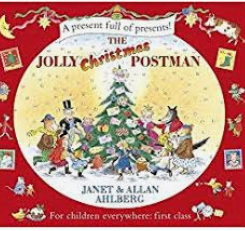 A present full of presents!
THE
JOLLY Christmas
POSTMAN
JANET & ALLAN
AHLBERG
For children everywhere: first class